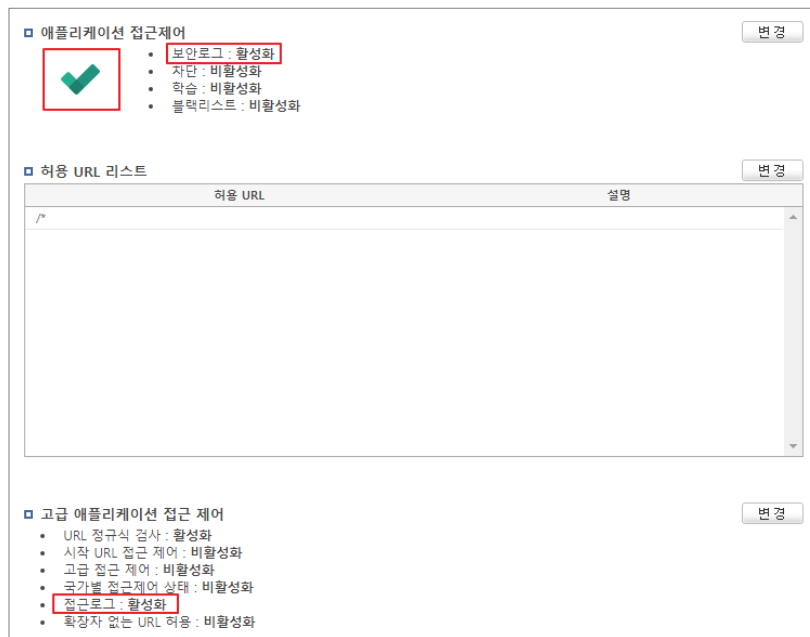 애플리케이션 접근제어
변경
보안로그 : 활성화
차단 : 비활성화
학습 : 비활성화
블랙리스트 : 비활성화
허용 URL 리스트
변경
허용 URL 설명
/*
고급 애플리케이션 접근 제어
변경
URL 정규식 검사 : 활성화
시작 URL 접근 제어 : 비활성화
고급 접근 제어 : 비활성화
국가별 접근제어 상태 : 비활성화
접근로그 : 활성화
확장자 없는 URL 허용 : 비활성화